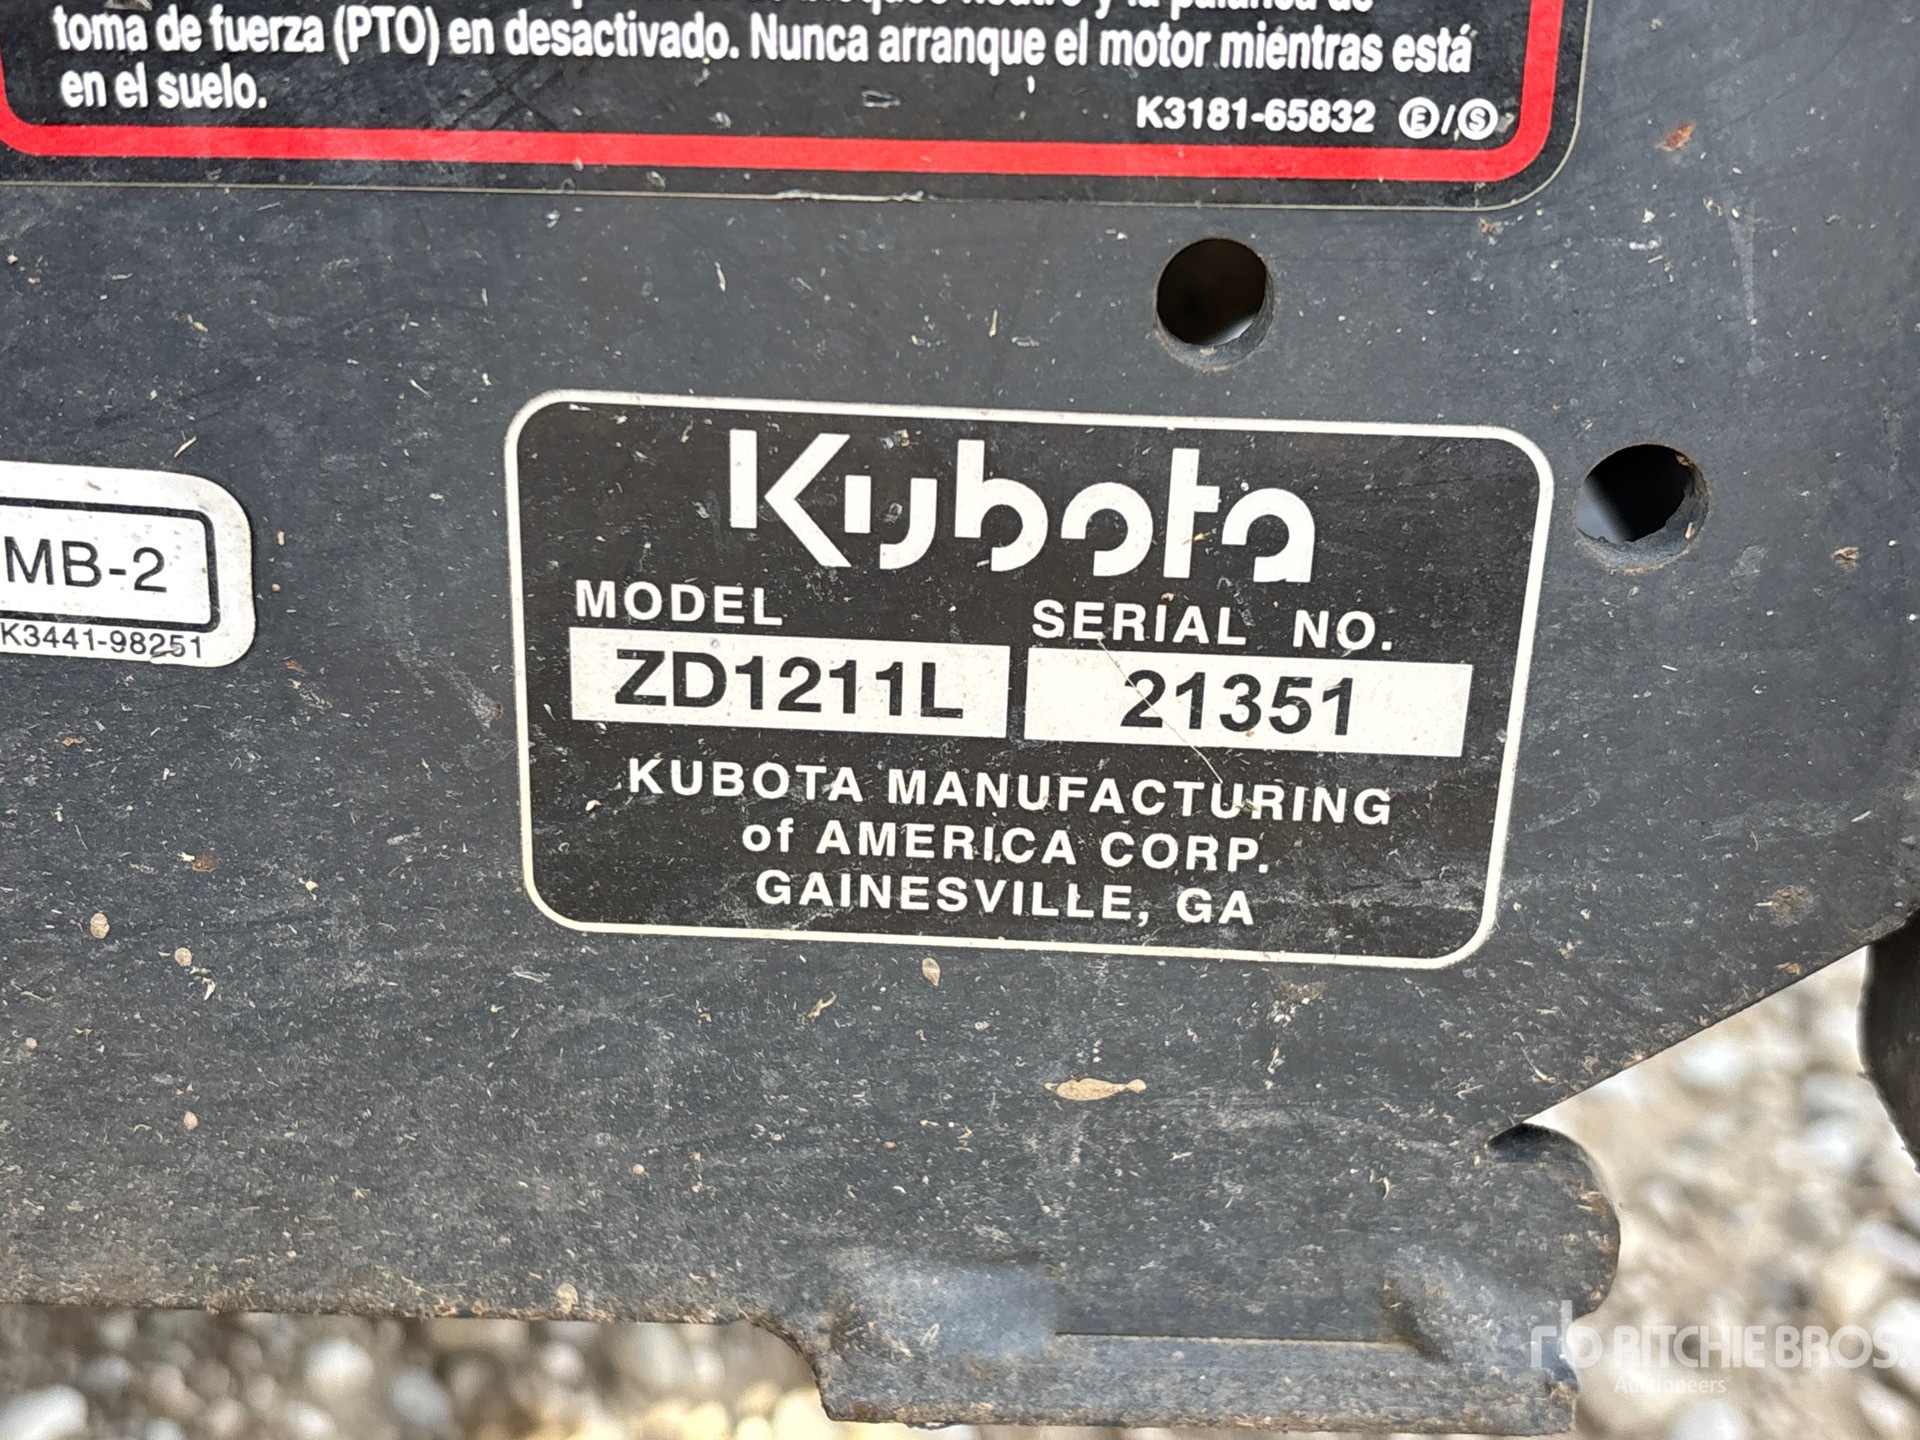 toma de fuerza (PTO) en desactivado. Nunca arranque el motor mientras está
en el suelo.
K3181-65832 Ⓔ/Ⓢ
MB-2
K3441-98251
Kubota
MODEL SERIAL NO.
ZD1211L 21351
KUBOTA MANUFACTURING
of AMERICA CORP.
GAINESVILLE, GA
rb RITCHIE BROS.
Auctioneers